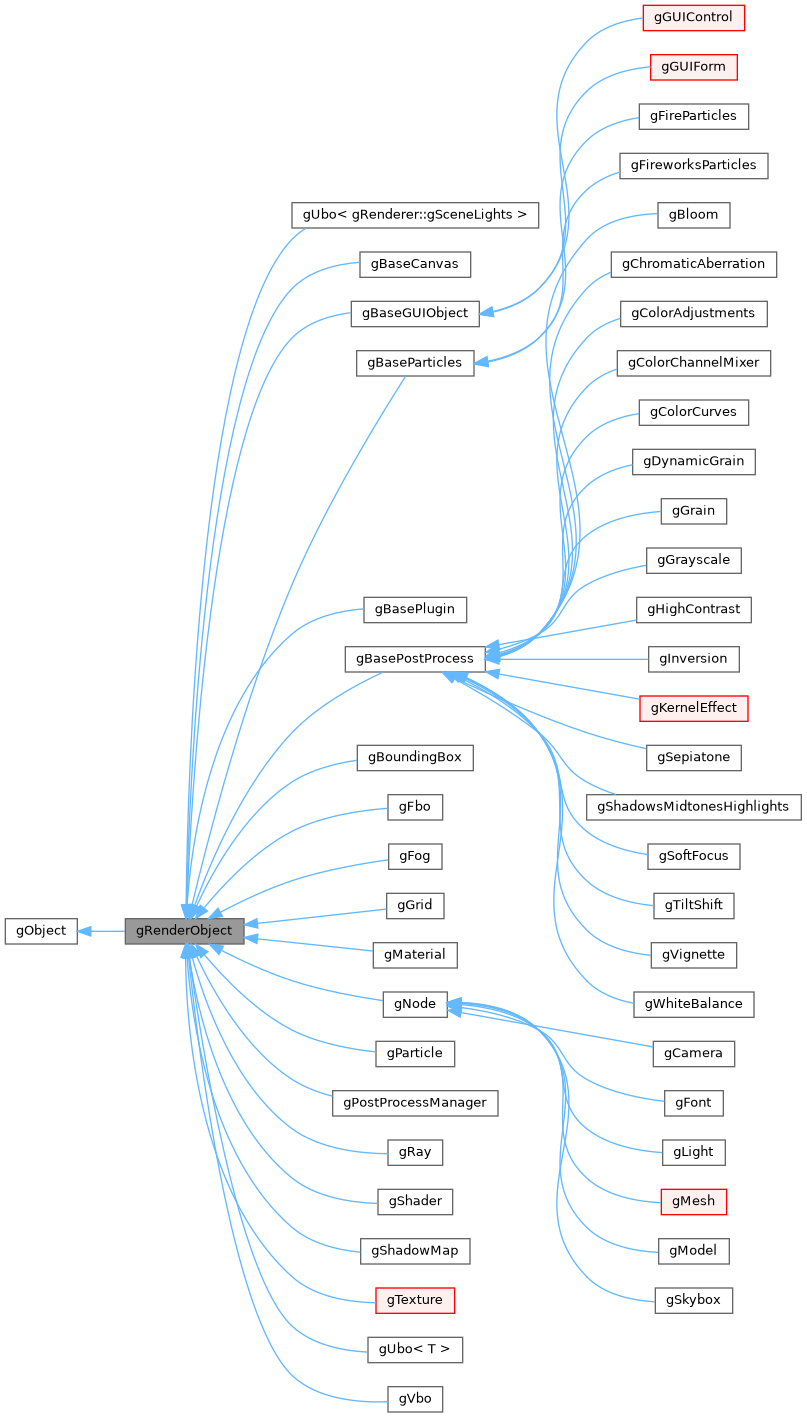 gGUIControl
gGUIForm
gFireParticles
gFireworksParticles
gUbo< gRenderer::gSceneLights >
gBloom
gBaseCanvas
gChromaticAberration
gBaseGUIObject
gColorAdjustments
gBaseParticles
gColorChannelMixer
gColorCurves
gDynamicGrain
gGrain
gGrayscale
gBasePlugin
gHighContrast
gBasePostProcess
gInversion
gKernelEffect
gBoundingBox
gSepiatone
gFbo
gShadowsMidtonesHighlights
gFog
gSoftFocus
gGrid
gTiltShift
gObject
gRenderObject
gMaterial
gVignette
gNode
gWhiteBalance
gParticle
gCamera
gPostProcessManager
gFont
gRay
gLight
gShader
gMesh
gShadowMap
gModel
gTexture
gSkybox
gUbo< T >
gVbo